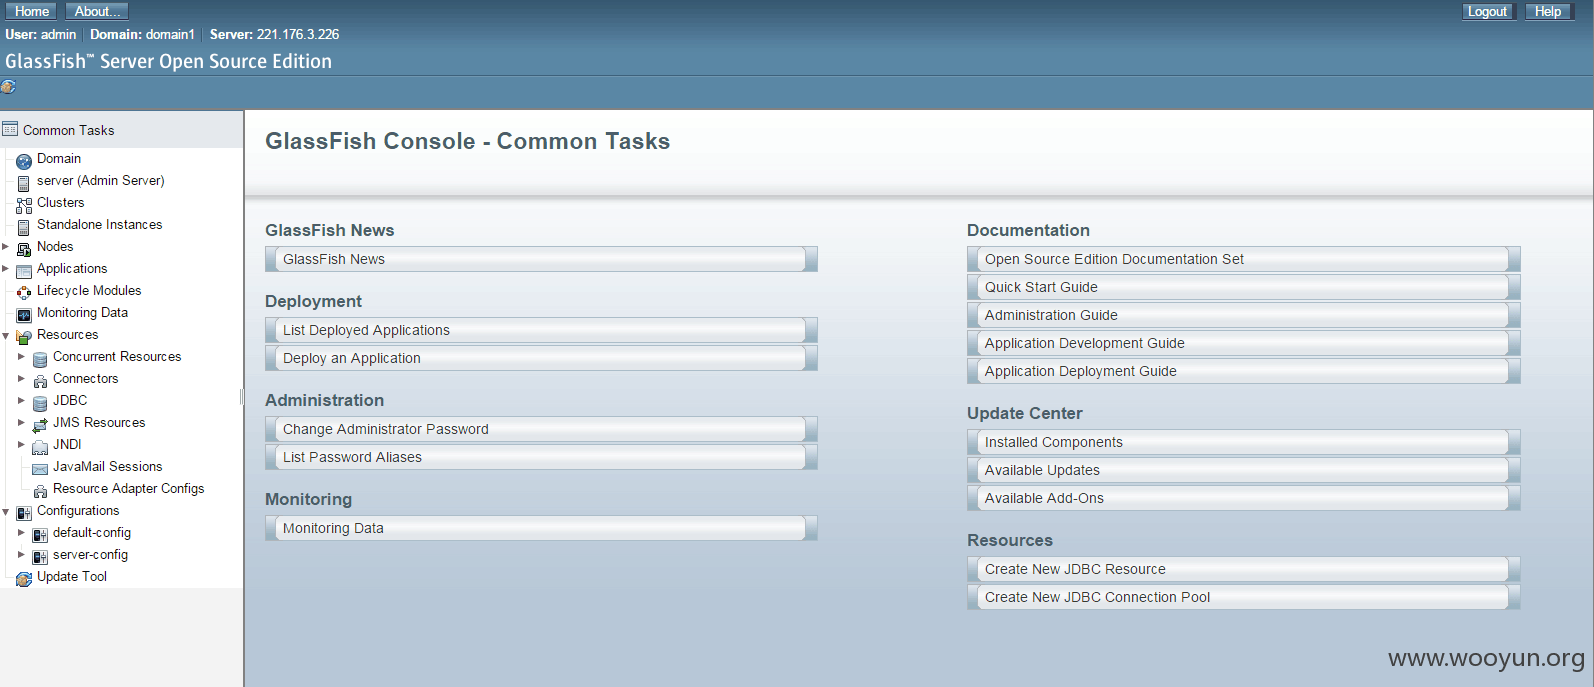 Home About... Logout Help
User: admin Domain: domain1 Server: 221.176.3.226
GlassFish™ Server Open Source Edition
Common Tasks
Domain
server (Admin Server)
Clusters
Standalone Instances
Nodes
Applications
Lifecycle Modules
Monitoring Data
Resources
Concurrent Resources
Connectors
JDBC
JMS Resources
JNDI
JavaMail Sessions
Resource Adapter Configs
Configurations
default-config
server-config
Update Tool
GlassFish Console - Common Tasks
GlassFish News
GlassFish News
Deployment
List Deployed Applications
Deploy an Application
Administration
Change Administrator Password
List Password Aliases
Monitoring
Monitoring Data
Documentation
Open Source Edition Documentation Set
Quick Start Guide
Administration Guide
Application Development Guide
Application Deployment Guide
Update Center
Installed Components
Available Updates
Available Add-Ons
Resources
Create New JDBC Resource
Create New JDBC Connection Pool
www.wooyun.org